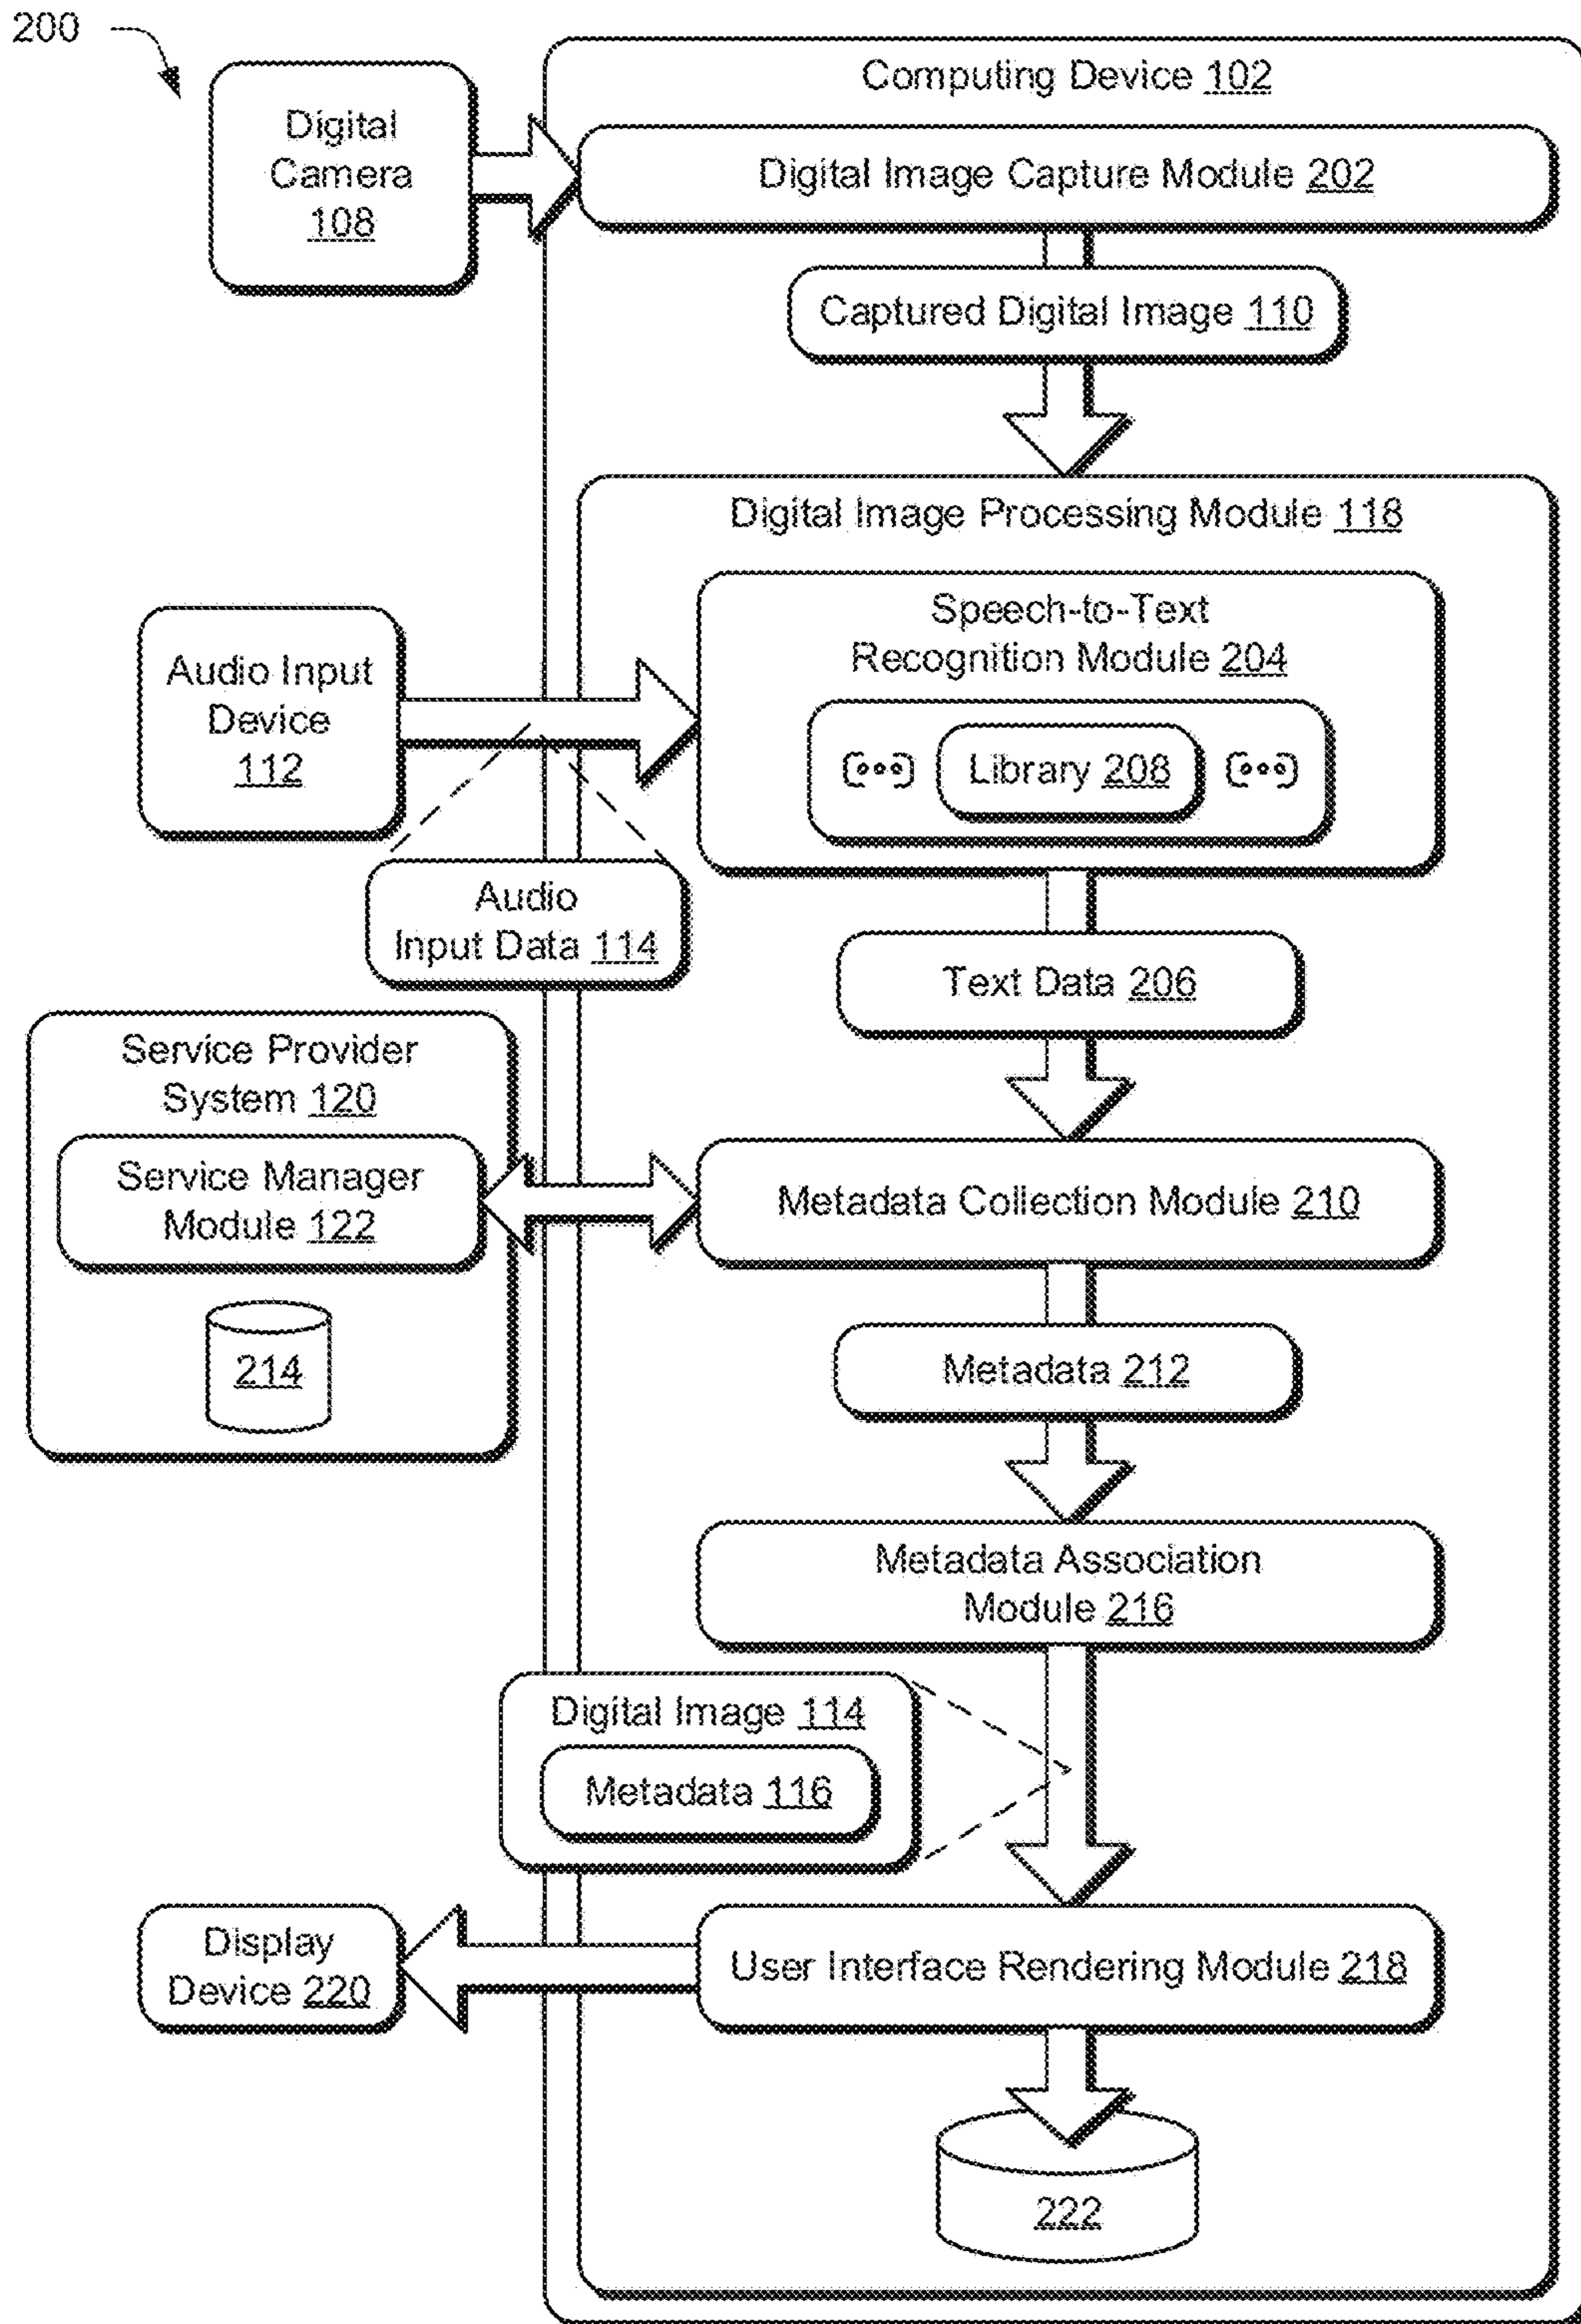 200
Computing Device 102
Digital
Camera
108
Digital Image Capture Module 202
Captured Digital Image 110
Digital Image Processing Module 118
Speech-to-Text
Recognition Module 204
Audio Input
Device
112
Library 208
Audio
Input Data 114
Text Data 206
Service Provider
System 120
Service Manager
Module 122
Metadata Collection Module 210
214
Metadata 212
Metadata Association
Module 216
Digital Image 114
Metadata 116
Display
Device 220
User Interface Rendering Module 218
222